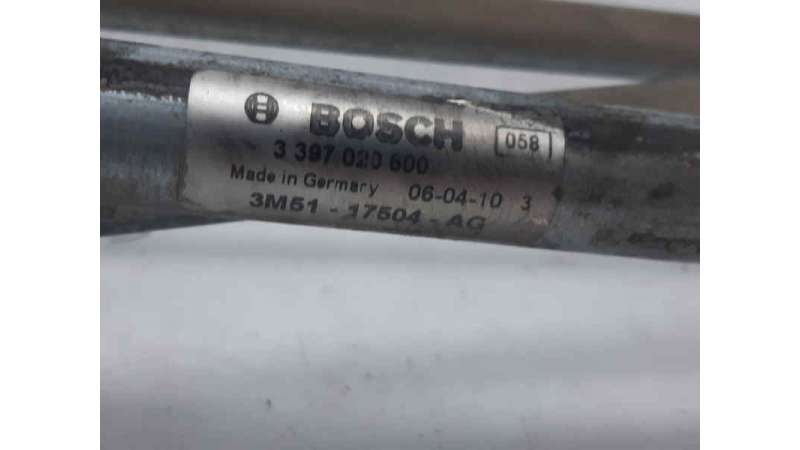 BOSCH 058
3 397 020 600
Made in Germany 06-04-10 3
3M51 - 17504 - AG